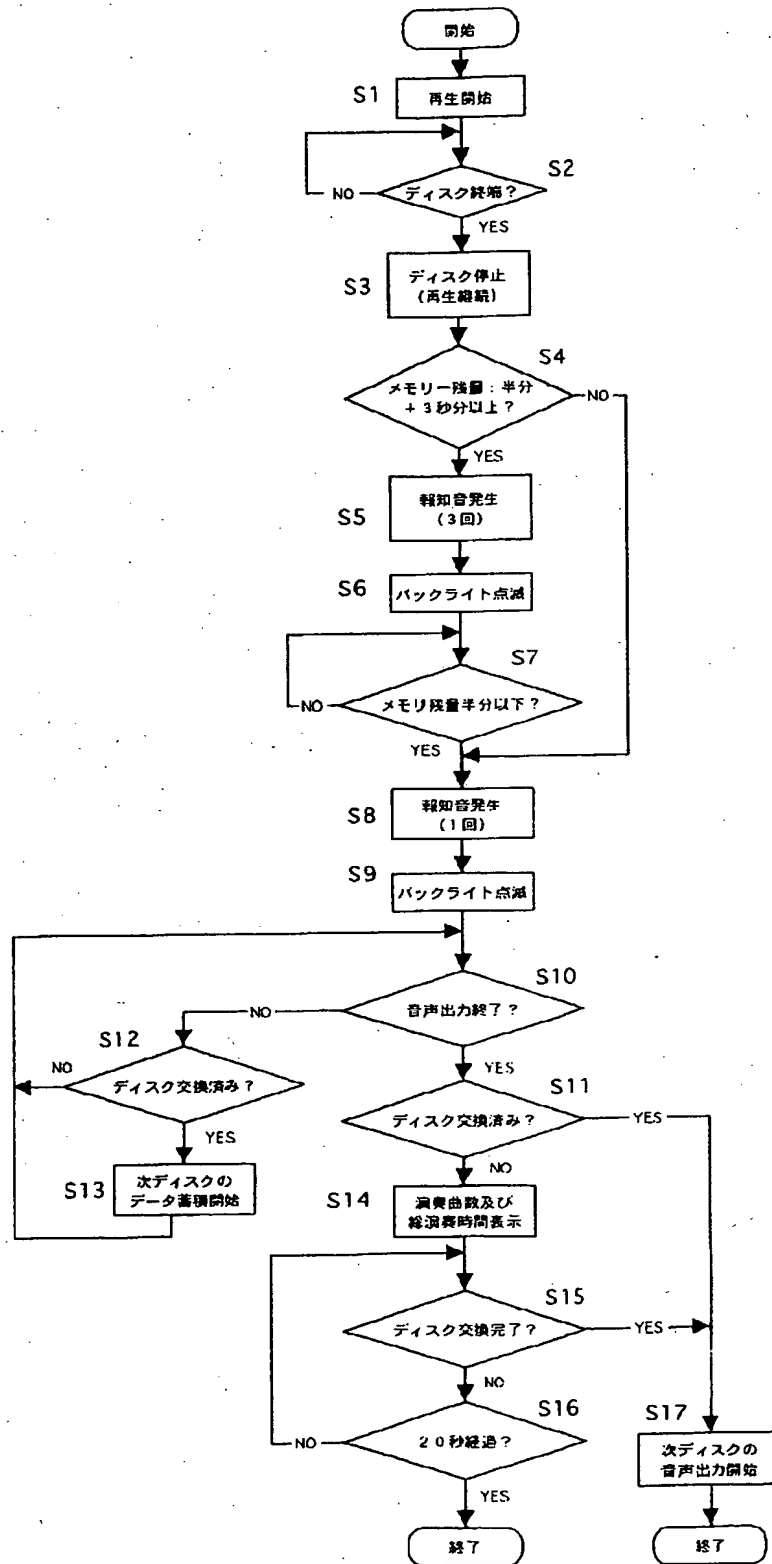 開始
S1
再生開始
S2
ディスク終端?
NO
YES
S3
ディスク停止
(再生継続)
S4
メモリー残量:半分
+3秒分以上?
NO
YES
S5
報知音発生
(3回)
S6
バックライト点滅
S7
メモリ残量半分以下?
NO
YES
S8
報知音発生
(1回)
S9
バックライト点滅
S10
音声出力終了?
NO
YES
S12
ディスク交換済み?
NO
YES
S11
ディスク交換済み?
YES
NO
S13
次ディスクの
データ蓄積開始
S14
演奏曲数及び
総演奏時間表示
S15
ディスク交換完了?
YES
NO
S16
20秒経過?
NO
YES
S17
次ディスクの
音声出力開始
終了
終了